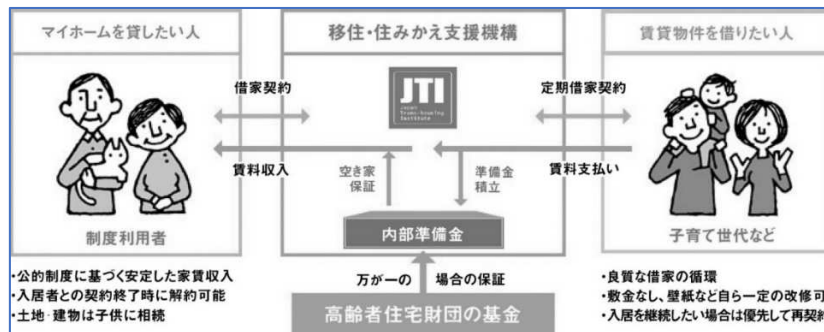 マイホームを貸したい人
移住・住みかえ支援機構
賃貸物件を借りたい人
借家契約
JTI
Japan
Trans-housing
Institute
定期借家契約
賃料収入
空き家
保証
準備金
積立
賃料支払い
制度利用者
内部準備金
子育て世代など
・公的制度に基づく安定した家賃収入
・入居者との契約終了時に解約可能
・土地・建物は子供に相続
万が一の 場合の保証
高齢者住宅財団の基金
・良質な借家の循環
・敷金なし、壁紙など自ら一定の改修可
・入居を継続したい場合は優先して再契約